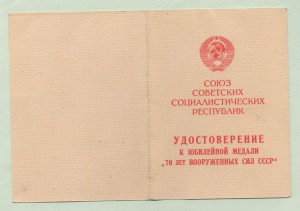 СОЮЗ
СОВЕТСКИХ
СОЦИАЛИСТИЧЕСКИХ
РЕСПУБЛИК
УДОСТОВЕРЕНИЕ
К ЮБИЛЕЙНОЙ МЕДАЛИ
„70 ЛЕТ ВООРУЖЕННЫХ СИЛ СССР“